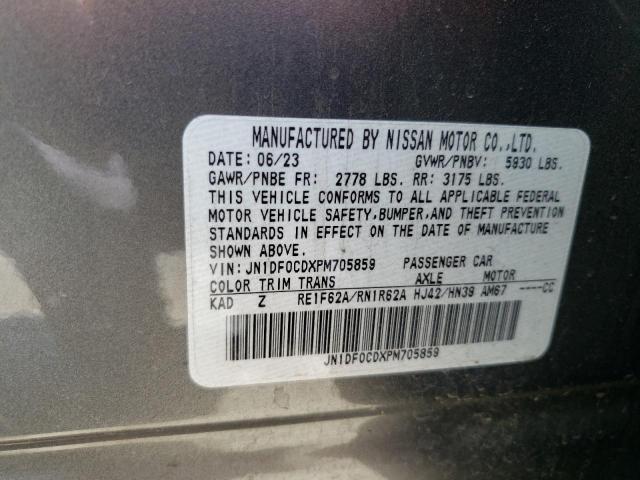 MANUFACTURED BY NISSAN MOTOR CO.,LTD.
DATE: 06/23 GVWR/PNBV: 5930 LBS.
GAWR/PNBE FR: 2778 LBS. RR: 3175 LBS.
THIS VEHICLE CONFORMS TO ALL APPLICABLE FEDERAL
MOTOR VEHICLE SAFETY,BUMPER,AND THEFT PREVENTION
STANDARDS IN EFFECT ON THE DATE OF MANUFACTURE
SHOWN ABOVE.
VIN: JN1DF0CDXPM705859 PASSENGER CAR
COLOR TRIM TRANS AXLE MOTOR
KAD Z RE1F62A/RN1R62A HJ42/HN39 AM67 ----CC
JN1DF0CDXPM705859